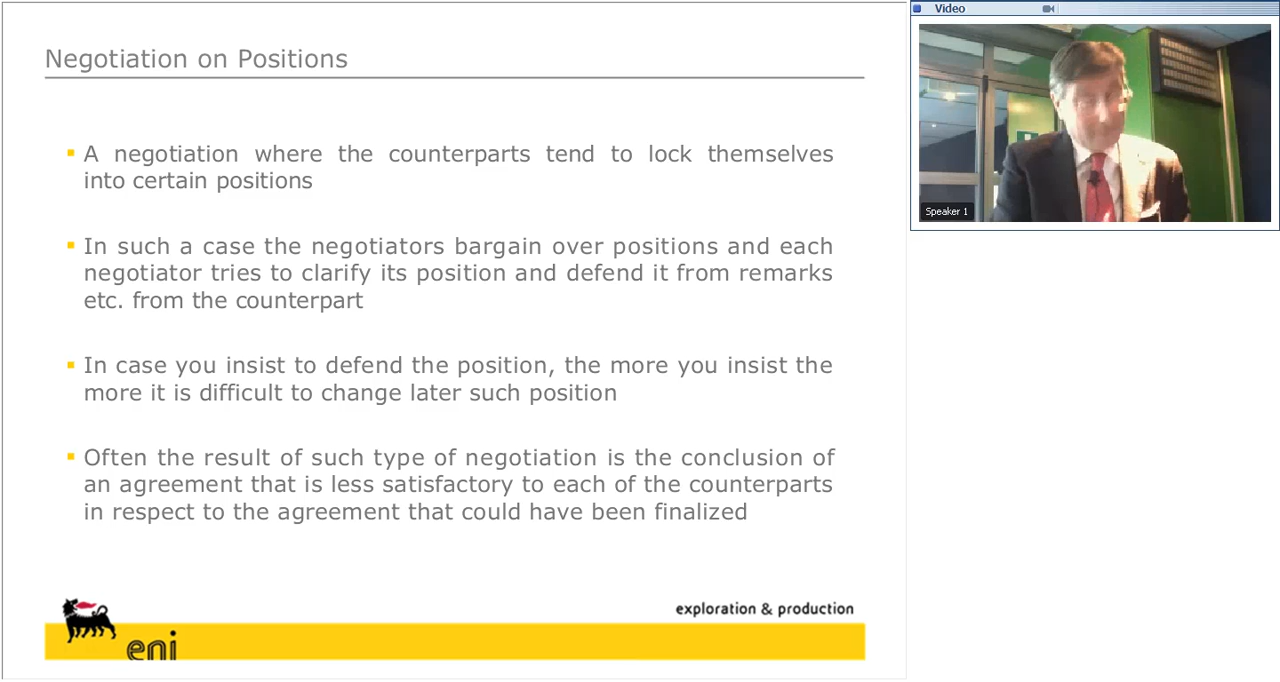 Negotiation on Positions
A negotiation where the counterparts tend to lock themselves
into certain positions
In such a case the negotiators bargain over positions and each
negotiator tries to clarify its position and defend it from remarks
etc. from the counterpart
In case you insist to defend the position, the more you insist the
more it is difficult to change later such position
Often the result of such type of negotiation is the conclusion of
an agreement that is less satisfactory to each of the counterparts
in respect to the agreement that could have been finalized
exploration & production
eni
Video
Speaker 1